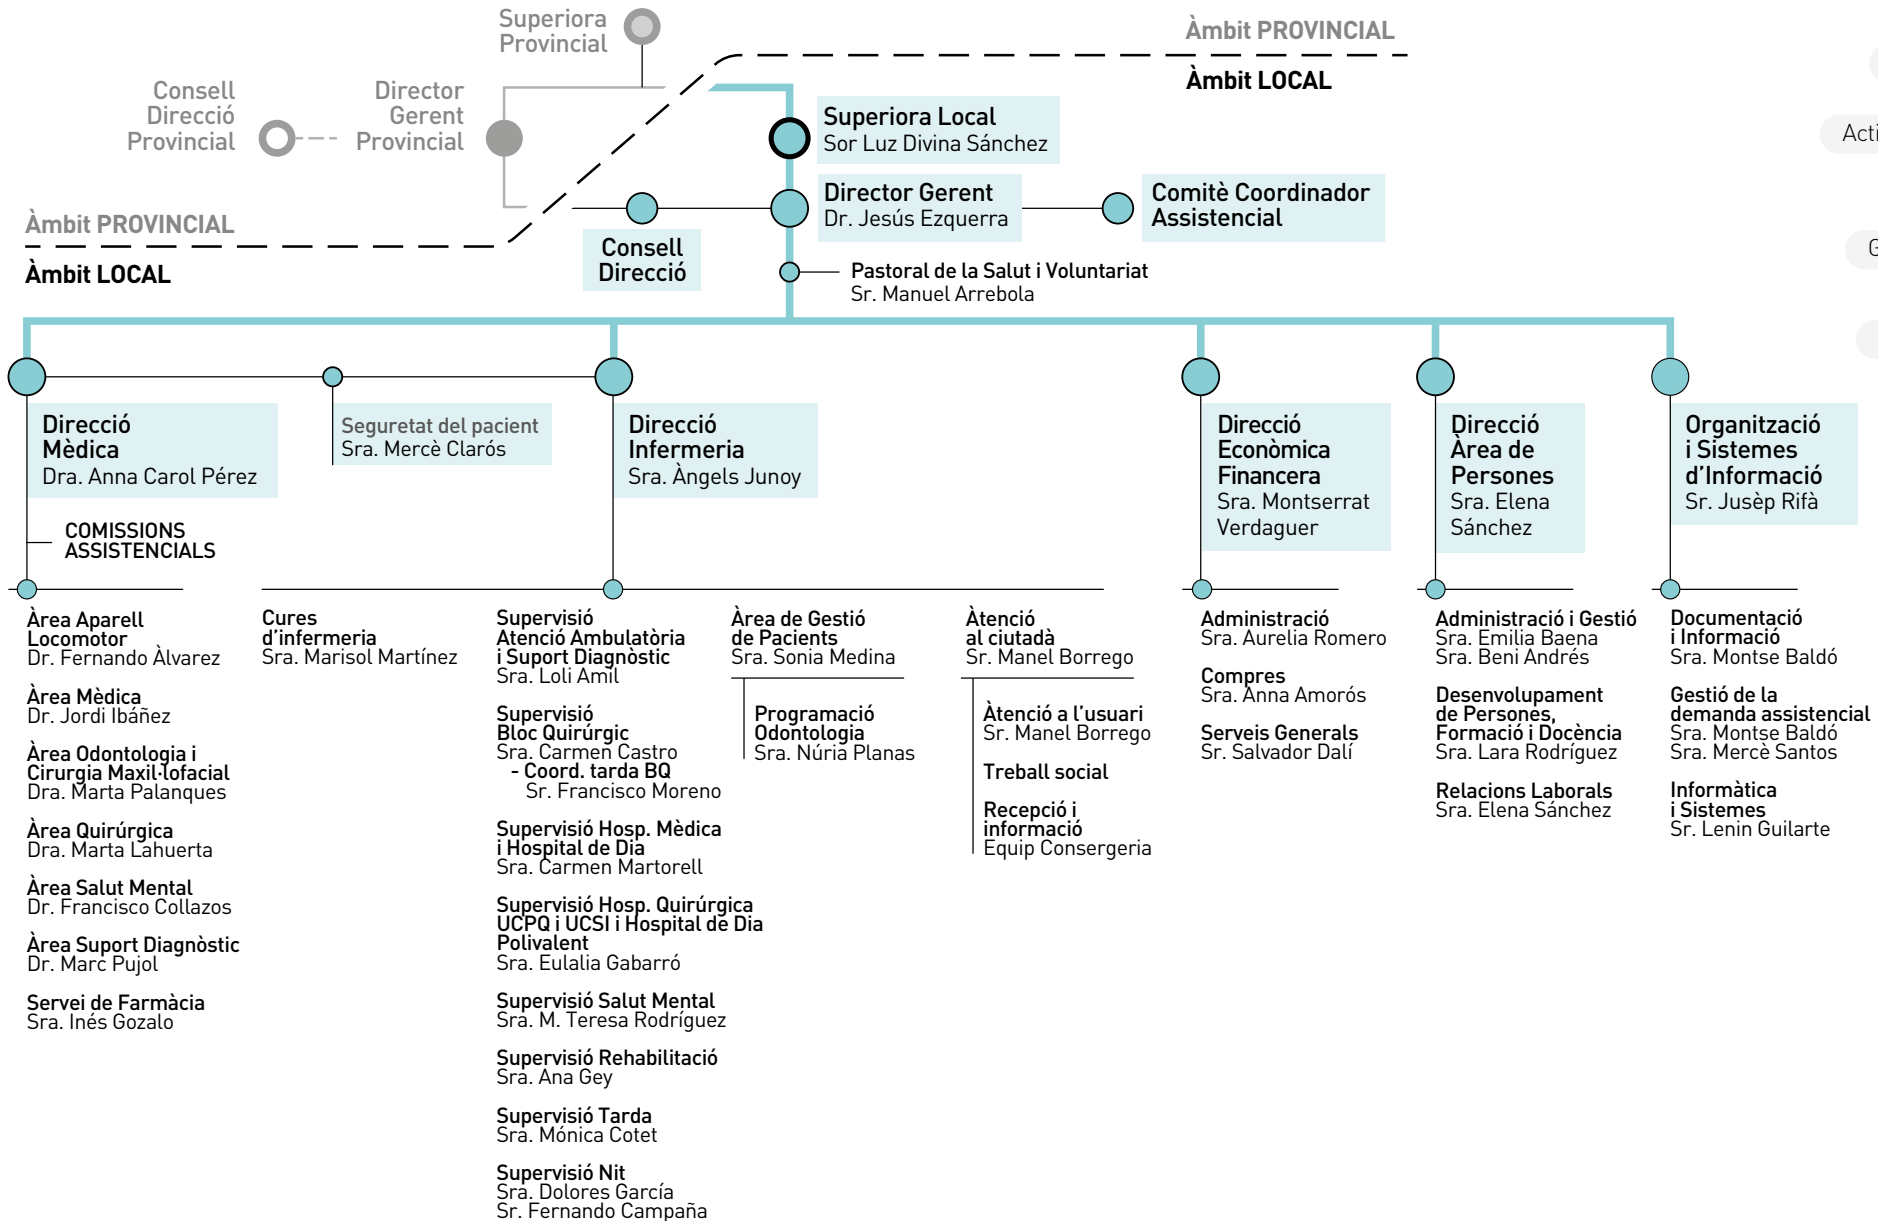 Superiora
Provincial
Àmbit PROVINCIAL
Àmbit LOCAL
Consell
Direcció
Provincial
Director
Gerent
Provincial
Superiora Local
Sor Luz Divina Sánchez
Director Gerent
Dr. Jesús Ezquerra
Comitè Coordinador
Assistencial
Àmbit PROVINCIAL
Àmbit LOCAL
Consell
Direcció
Pastoral de la Salut i Voluntariat
Sr. Manuel Arrebola
Direcció
Mèdica
Dra. Anna Carol Pérez
Seguretat del pacient
Sra. Mercè Clarós
Direcció
Infermeria
Sra. Àngels Junoy
Direcció
Econòmica
Financera
Sra. Montserrat
Verdaguer
Direcció
Àrea de
Persones
Sra. Elena
Sánchez
Organització
i Sistemes
d'Informació
Sr. Jusèp Rifà
COMISSIONS
ASSISTENCIALS
Àrea Aparell
Locomotor
Dr. Fernando Àlvarez
Àrea Mèdica
Dr. Jordi Ibáñez
Àrea Odontologia i
Cirurgia Maxil·lofacial
Dra. Marta Palanques
Àrea Quirúrgica
Dra. Marta Lahuerta
Àrea Salut Mental
Dr. Francisco Collazos
Àrea Suport Diagnòstic
Dr. Marc Pujol
Servei de Farmàcia
Sra. Inés Gozalo
Cures
d'infermeria
Sra. Marisol Martínez
Supervisió
Atenció Ambulatòria
i Suport Diagnòstic
Sra. Loli Amil
Supervisió
Bloc Quirúrgic
Sra. Carmen Castro
- Coord. tarda BQ
Sr. Francisco Moreno
Supervisió Hosp. Mèdica
i Hospital de Dia
Sra. Carmen Martorell
Supervisió Hosp. Quirúrgica
UCPQ i UCSI i Hospital de Dia
Polivalent
Sra. Eulalia Gabarró
Supervisió Salut Mental
Sra. M. Teresa Rodríguez
Supervisió Rehabilitació
Sra. Ana Gey
Supervisió Tarda
Sra. Mónica Cotet
Supervisió Nit
Sra. Dolores García
Sr. Fernando Campaña
Àrea de Gestió
de Pacients
Sra. Sonia Medina
Programació
Odontologia
Sra. Núria Planas
Àtenció
al ciutadà
Sr. Manel Borrego
Àtenció a l'usuari
Sr. Manel Borrego
Treball social
Recepció i
informació
Equip Consergeria
Administració
Sra. Aurelia Romero
Compres
Sra. Anna Amorós
Serveis Generals
Sr. Salvador Dalí
Administració i Gestió
Sra. Emilia Baena
Sra. Beni Andrés
Desenvolupament
de Persones,
Formació i Docència
Sra. Lara Rodríguez
Relacions Laborals
Sra. Elena Sánchez
Documentació
i Informació
Sra. Montse Baldó
Gestió de la
demanda assistencial
Sra. Montse Baldó
Sra. Mercè Santos
Informàtica
i Sistemes
Sr. Lenin Guilarte